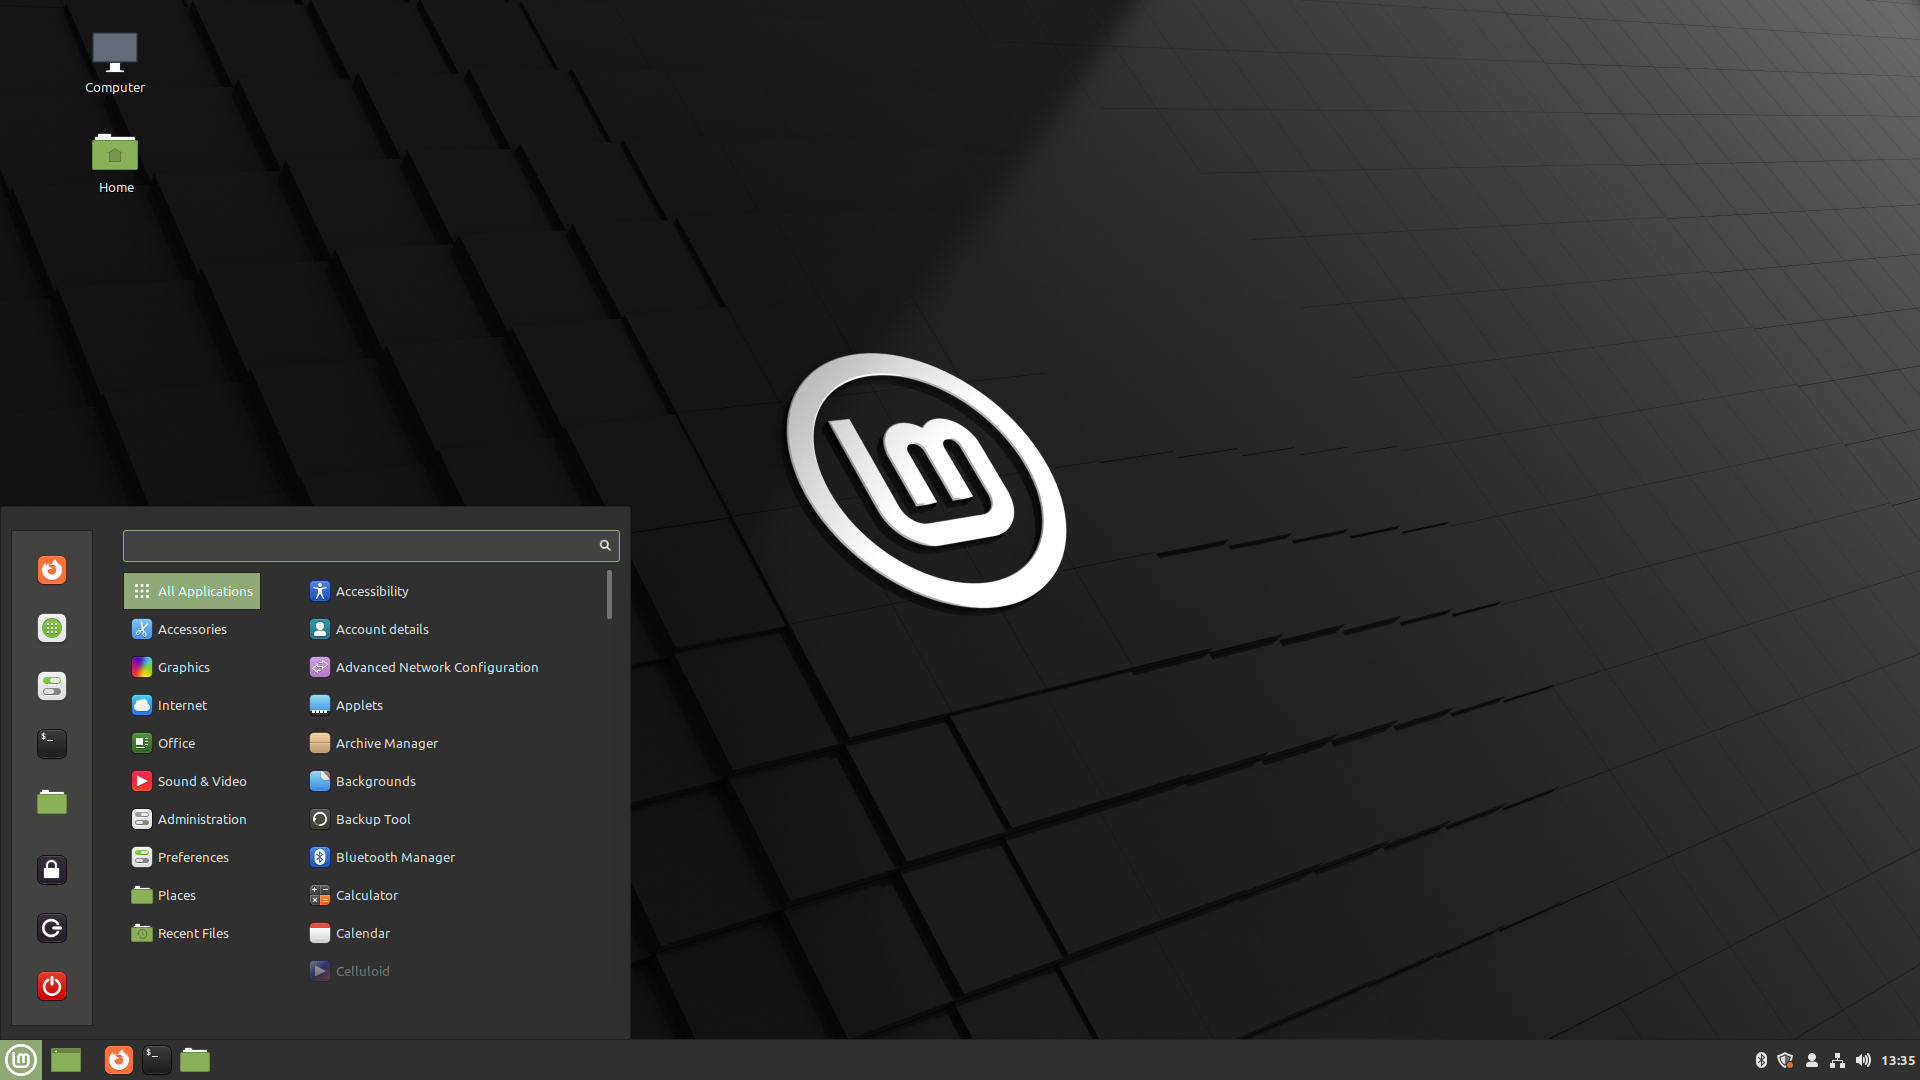 Computer
Home
All Applications
Accessories
Graphics
Internet
Office
Sound & Video
Administration
Preferences
Places
Recent Files
Accessibility
Account details
Advanced Network Configuration
Applets
Archive Manager
Backgrounds
Backup Tool
Bluetooth Manager
Calculator
Calendar
Celluloid
13:35